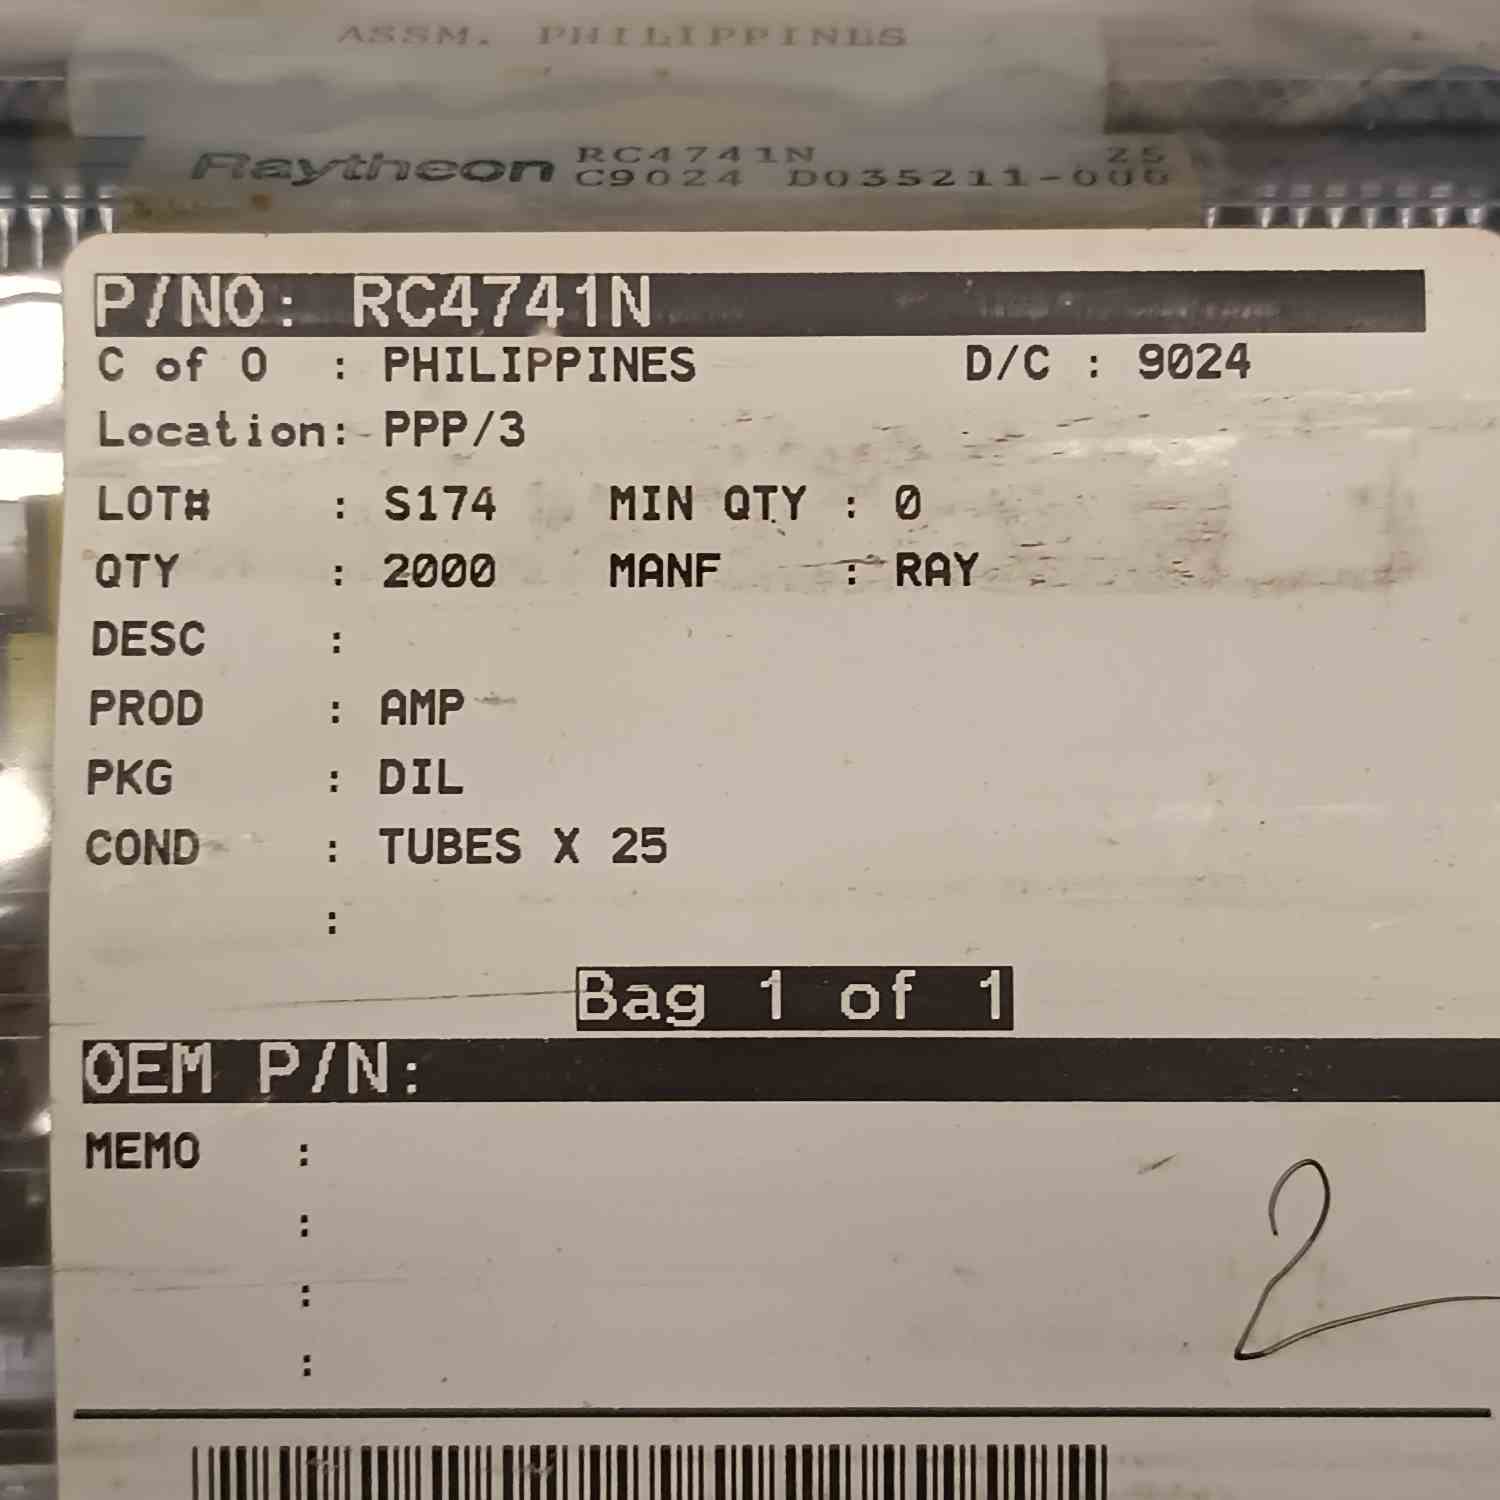 ASSM. PHILIPPINES
Raytheon RC4741N 25
C9024 D035211-000
P/NO: RC4741N
C of O : PHILIPPINES D/C : 9024
Location: PPP/3
LOT# : S174 MIN QTY : 0
QTY : 2000 MANF : RAY
DESC :
PROD : AMP
PKG : DIL
COND : TUBES X 25
:
Bag 1 of 1
OEM P/N:
MEMO :
:
:
:
2